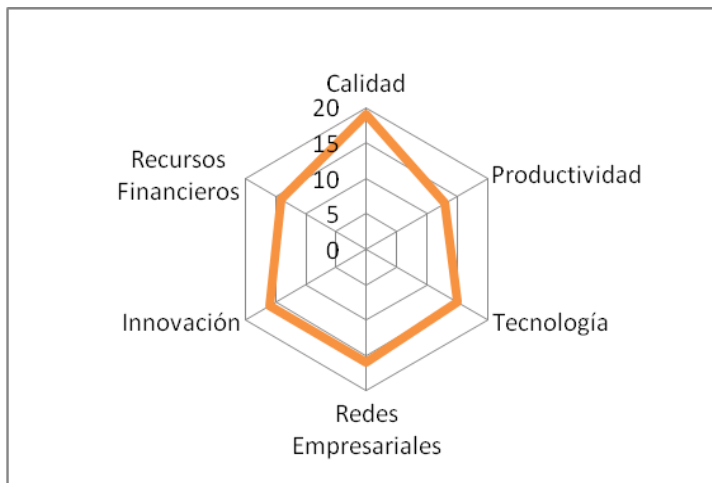 Calidad
20
15
10
5
0
Productividad
Tecnología
Redes
Empresariales
Innovación
Recursos
Financieros